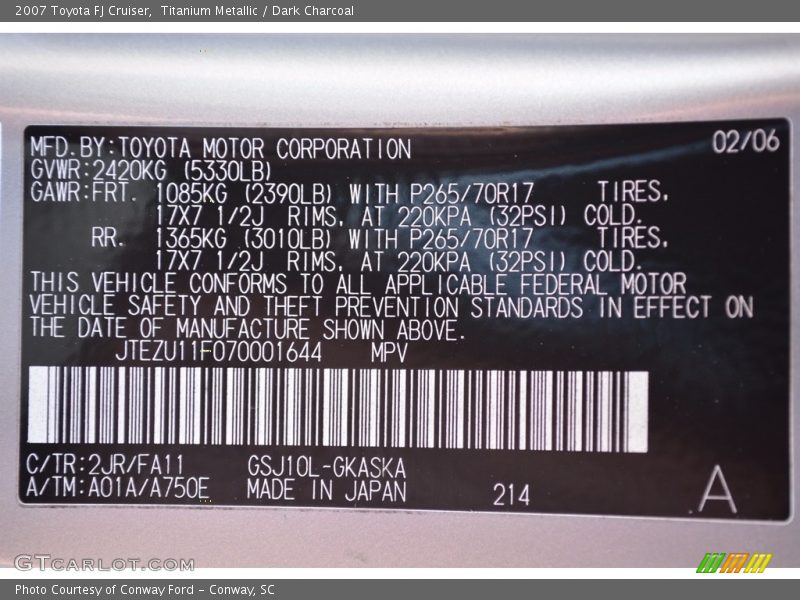 2007 Toyota FJ Cruiser, Titanium Metallic / Dark Charcoal
MFD. BY: TOYOTA MOTOR CORPORATION 02/06
GVWR: 2420KG (5330LB)
GAWR: FRT. 1085KG (2390LB) WITH P265/70R17 TIRES,
17X7 1/2J RIMS, AT 220KPA (32PSI) COLD.
RR. 1365KG (3010LB) WITH P265/70R17 TIRES,
17X7 1/2J RIMS, AT 220KPA (32PSI) COLD.
THIS VEHICLE CONFORMS TO ALL APPLICABLE FEDERAL MOTOR
VEHICLE SAFETY AND THEFT PREVENTION STANDARDS IN EFFECT ON
THE DATE OF MANUFACTURE SHOWN ABOVE.
JTEZU11F070001644 MPV
C/TR: 2JR/FA11 GSJ10L-GKASKA
A/TM: A01A/A750E MADE IN JAPAN 214 A
GTCARLOT.COM
Photo Courtesy of Conway Ford - Conway, SC